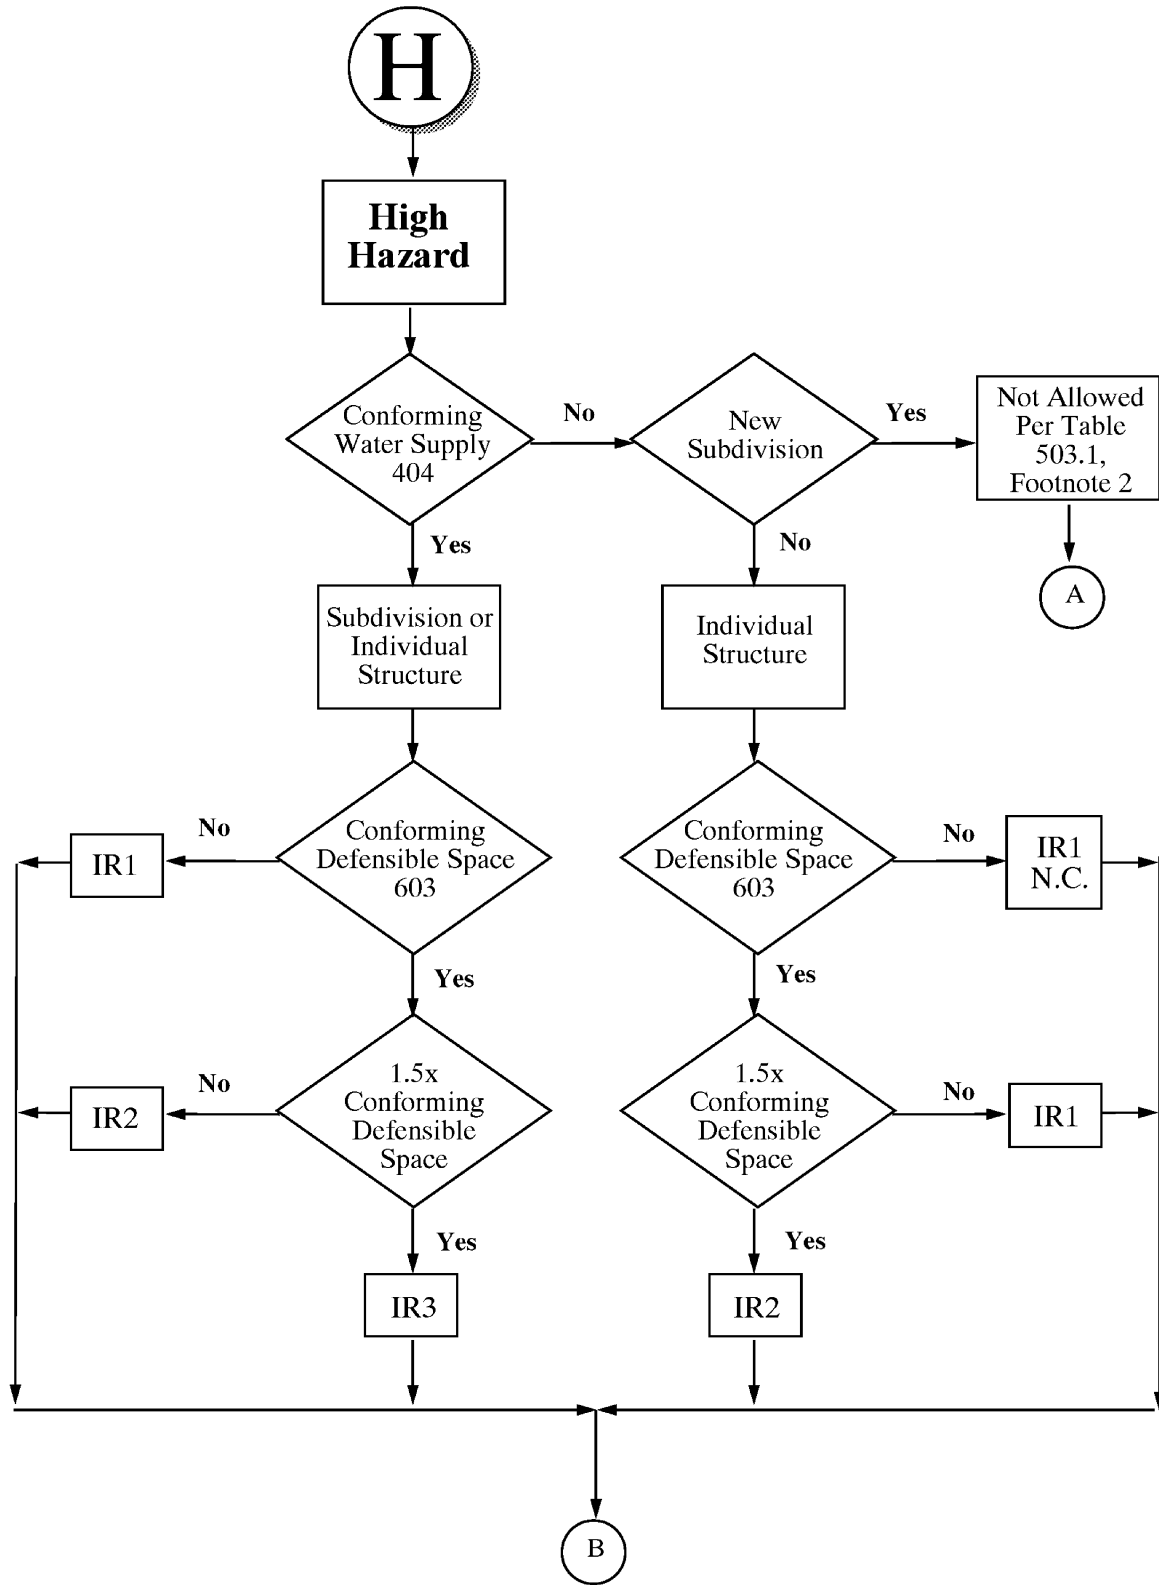 H
High
Hazard
Conforming
Water Supply
404
No
New
Subdivision
Yes
Not Allowed
Per Table
503.1,
Footnote 2
Yes
No
A
Subdivision or
Individual
Structure
Individual
Structure
No
Conforming
Defensible Space
603
IR1
Conforming
Defensible Space
603
No
IR1
N.C.
Yes
Yes
No
1.5x
Conforming
Defensible
Space
IR2
1.5x
Conforming
Defensible
Space
No
IR1
Yes
Yes
IR3
IR2
B